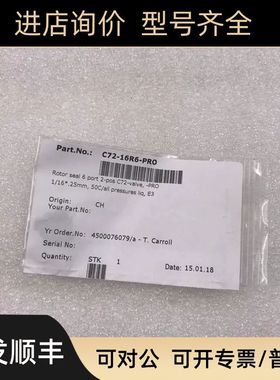 进店询价 型号齐全
Part.No.: C72-16R6-PRO
Rotor seal 6 port 2-pos C72-valve, -PRO
1/16"·25mm, 50C/all pressures liq, E3
Origin: CH
Your Part.No.:
Yr Order.No: 4500076079/a - T. Carroll
Serial No:
Quantity: STK 1
Date: 15.01.18
发顺丰
可对公 可开专票/普